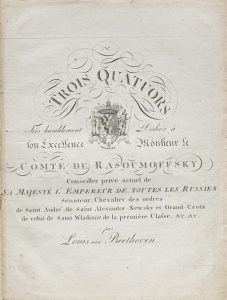 TROIS QUATUORS
Très humblement Dédiés à
Son Excellence Monsieur le
COMTE DE RASOUMOFFSKY
Conseiller privé actuel de
SA MAJESTÉ L'EMPEREUR DE TOUTES LES RUSSIES
Sénateur, Chevalier des ordres
de Saint André, de Saint Alexandre Newsky et Grand Croix
de celui de Saint Wladimir de la première Classe, &c. &c.
par
Louis van Beethoven.